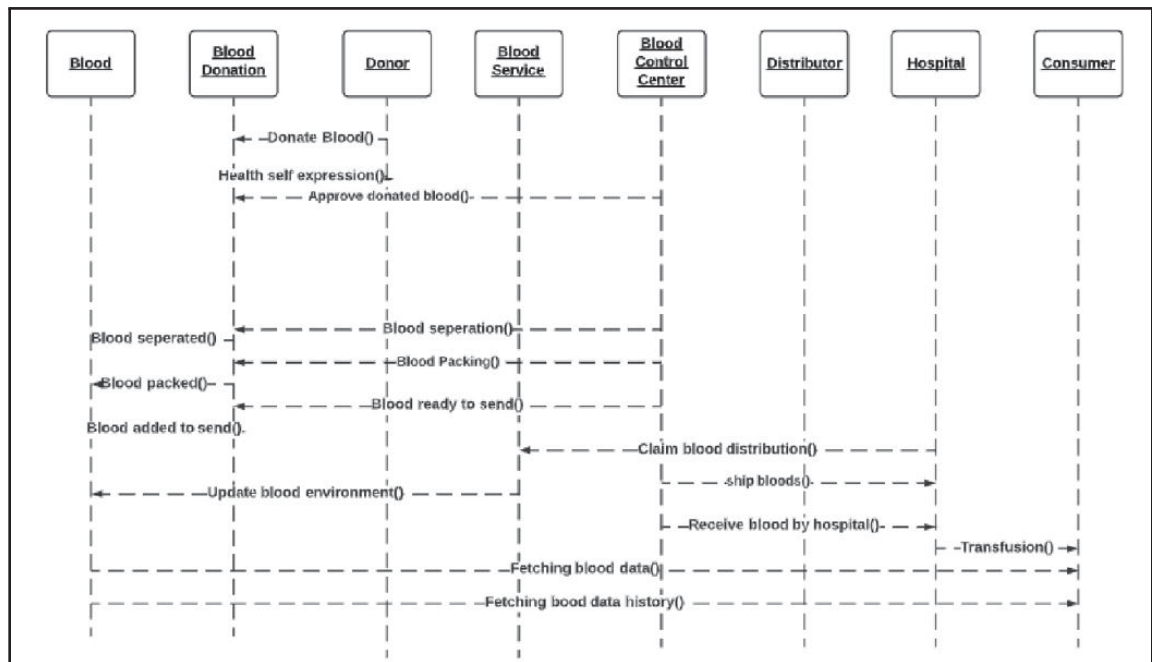 Blood
Blood
Donation
Donor
Blood
Service
Blood
Control
Center
Distributor
Hospital
Consumer
Donate Blood()
Health self expression()
Approve donated blood()
Blood seperation()
Blood seperated()
Blood Packing()
Blood packed()
Blood ready to send()
Blood added to send()
Claim blood distribution()
ship bloods()
Update blood environment()
Receive blood by hospital()
Transfusion()
Fetching blood data()
Fetching bood data history()